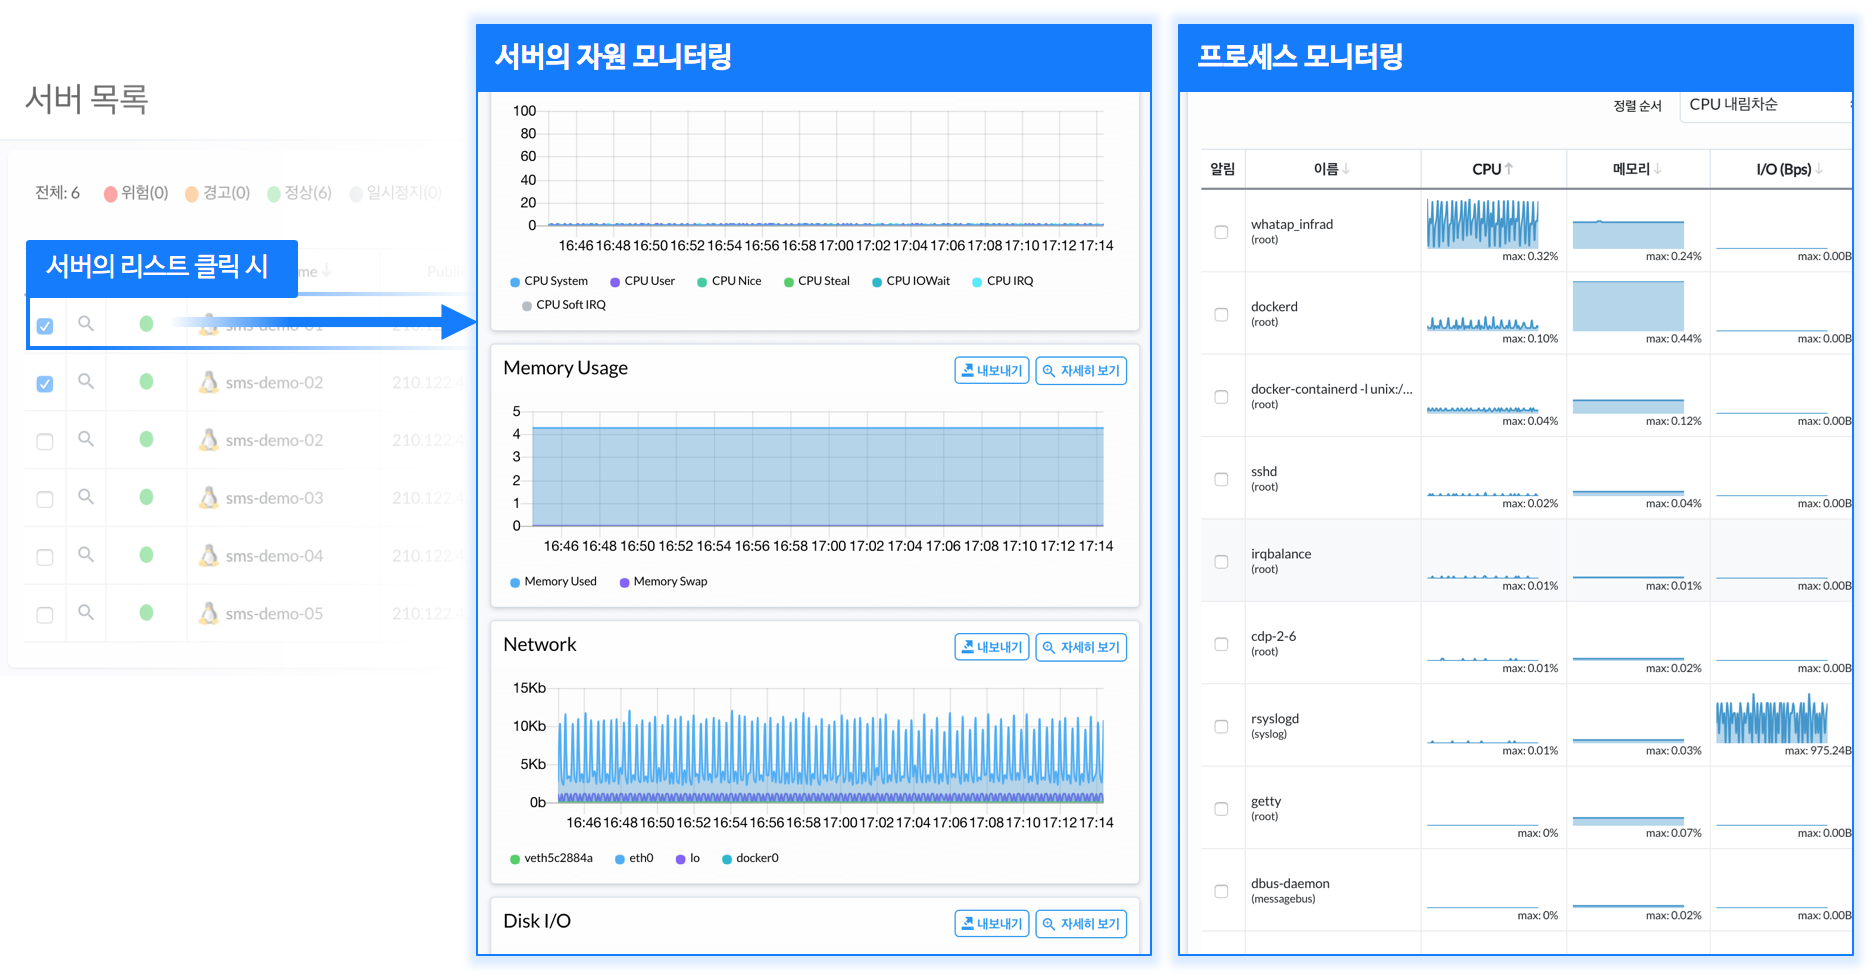 서버 목록
전체: 6 위험(0) 경고(0) 정상(6) 일시정지(0)
서버의 리스트 클릭 시
sms-demo-01
sms-demo-02
sms-demo-02
sms-demo-03
sms-demo-04
sms-demo-05
서버의 자원 모니터링
100
80
60
40
20
0
16:46 16:48 16:50 16:52 16:54 16:56 16:58 17:00 17:02 17:04 17:06 17:08 17:10 17:12 17:14
CPU System CPU User CPU Nice CPU Steal CPU IOWait CPU IRQ
CPU Soft IRQ
Memory Usage 내보내기 자세히 보기
5
4
3
2
1
0
16:46 16:48 16:50 16:52 16:54 16:56 16:58 17:00 17:02 17:04 17:06 17:08 17:10 17:12 17:14
Memory Used Memory Swap
Network 내보내기 자세히 보기
15Kb
10Kb
5Kb
0b
16:46 16:48 16:50 16:52 16:54 16:56 16:58 17:00 17:02 17:04 17:06 17:08 17:10 17:12 17:14
veth5c2884a eth0 lo docker0
Disk I/O 내보내기 자세히 보기
프로세스 모니터링
정렬 순서 CPU 내림차순
알림 이름 CPU 메모리 I/O (Bps)
whatap_infrad
(root)
max: 0.32% max: 0.24% max: 0.00B
dockerd
(root)
max: 0.10% max: 0.44% max: 0.00B
docker-containerd -l unix:/...
(root)
max: 0.04% max: 0.12% max: 0.00B
sshd
(root)
max: 0.02% max: 0.04% max: 0.00B
irqbalance
(root)
max: 0.01% max: 0.01% max: 0.00B
cdp-2-6
(root)
max: 0.01% max: 0.02% max: 0.00B
rsyslogd
(syslog)
max: 0.01% max: 0.03% max: 975.24B
getty
(root)
max: 0% max: 0.07% max: 0.00B
dbus-daemon
(messagebus)
max: 0% max: 0.02% max: 0.00B